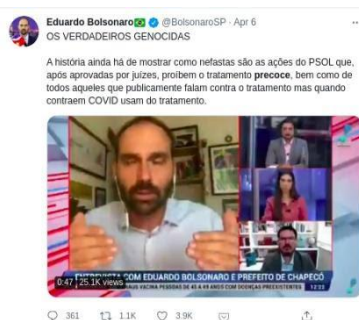 Eduardo Bolsonaro @BolsonaroSP · Apr 6 ...
OS VERDADEIROS GENOCIDAS
A história ainda há de mostrar como nefastas são as ações do PSOL que,
após aprovadas por juízes, proíbem o tratamento precoce, bem como de
todos aqueles que publicamente falam contra o tratamento mas quando
contraem COVID usam do tratamento.
ENTREVISTA COM EDUARDO BOLSONARO E PREFEITO DE CHAPECÓ
0:47 25.1K views
VACINA PESSOAS DE 45 A 49 ANOS COM DOENÇAS PREEXISTENTES 12:23
361 1.1K 3.9K